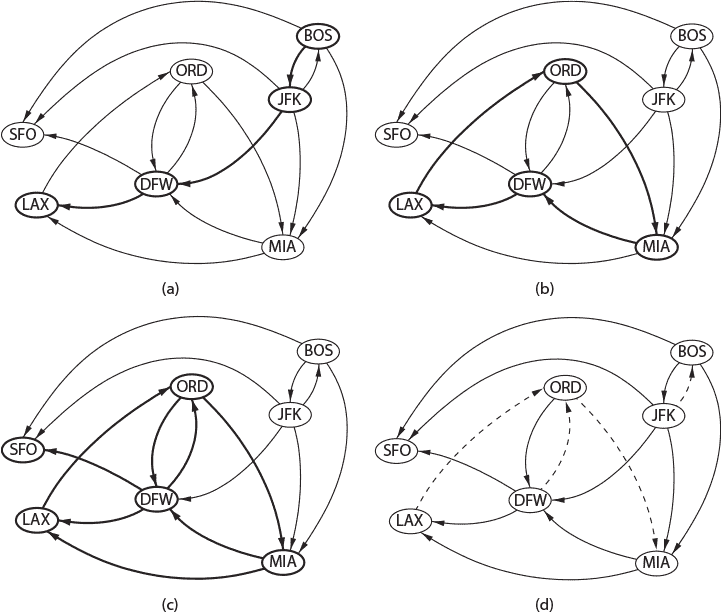 BOS
ORD
JFK
SFO
DFW
LAX
MIA
(a)
BOS
ORD
JFK
SFO
DFW
LAX
MIA
(b)
BOS
ORD
JFK
SFO
DFW
LAX
MIA
(c)
BOS
ORD
JFK
SFO
DFW
LAX
MIA
(d)